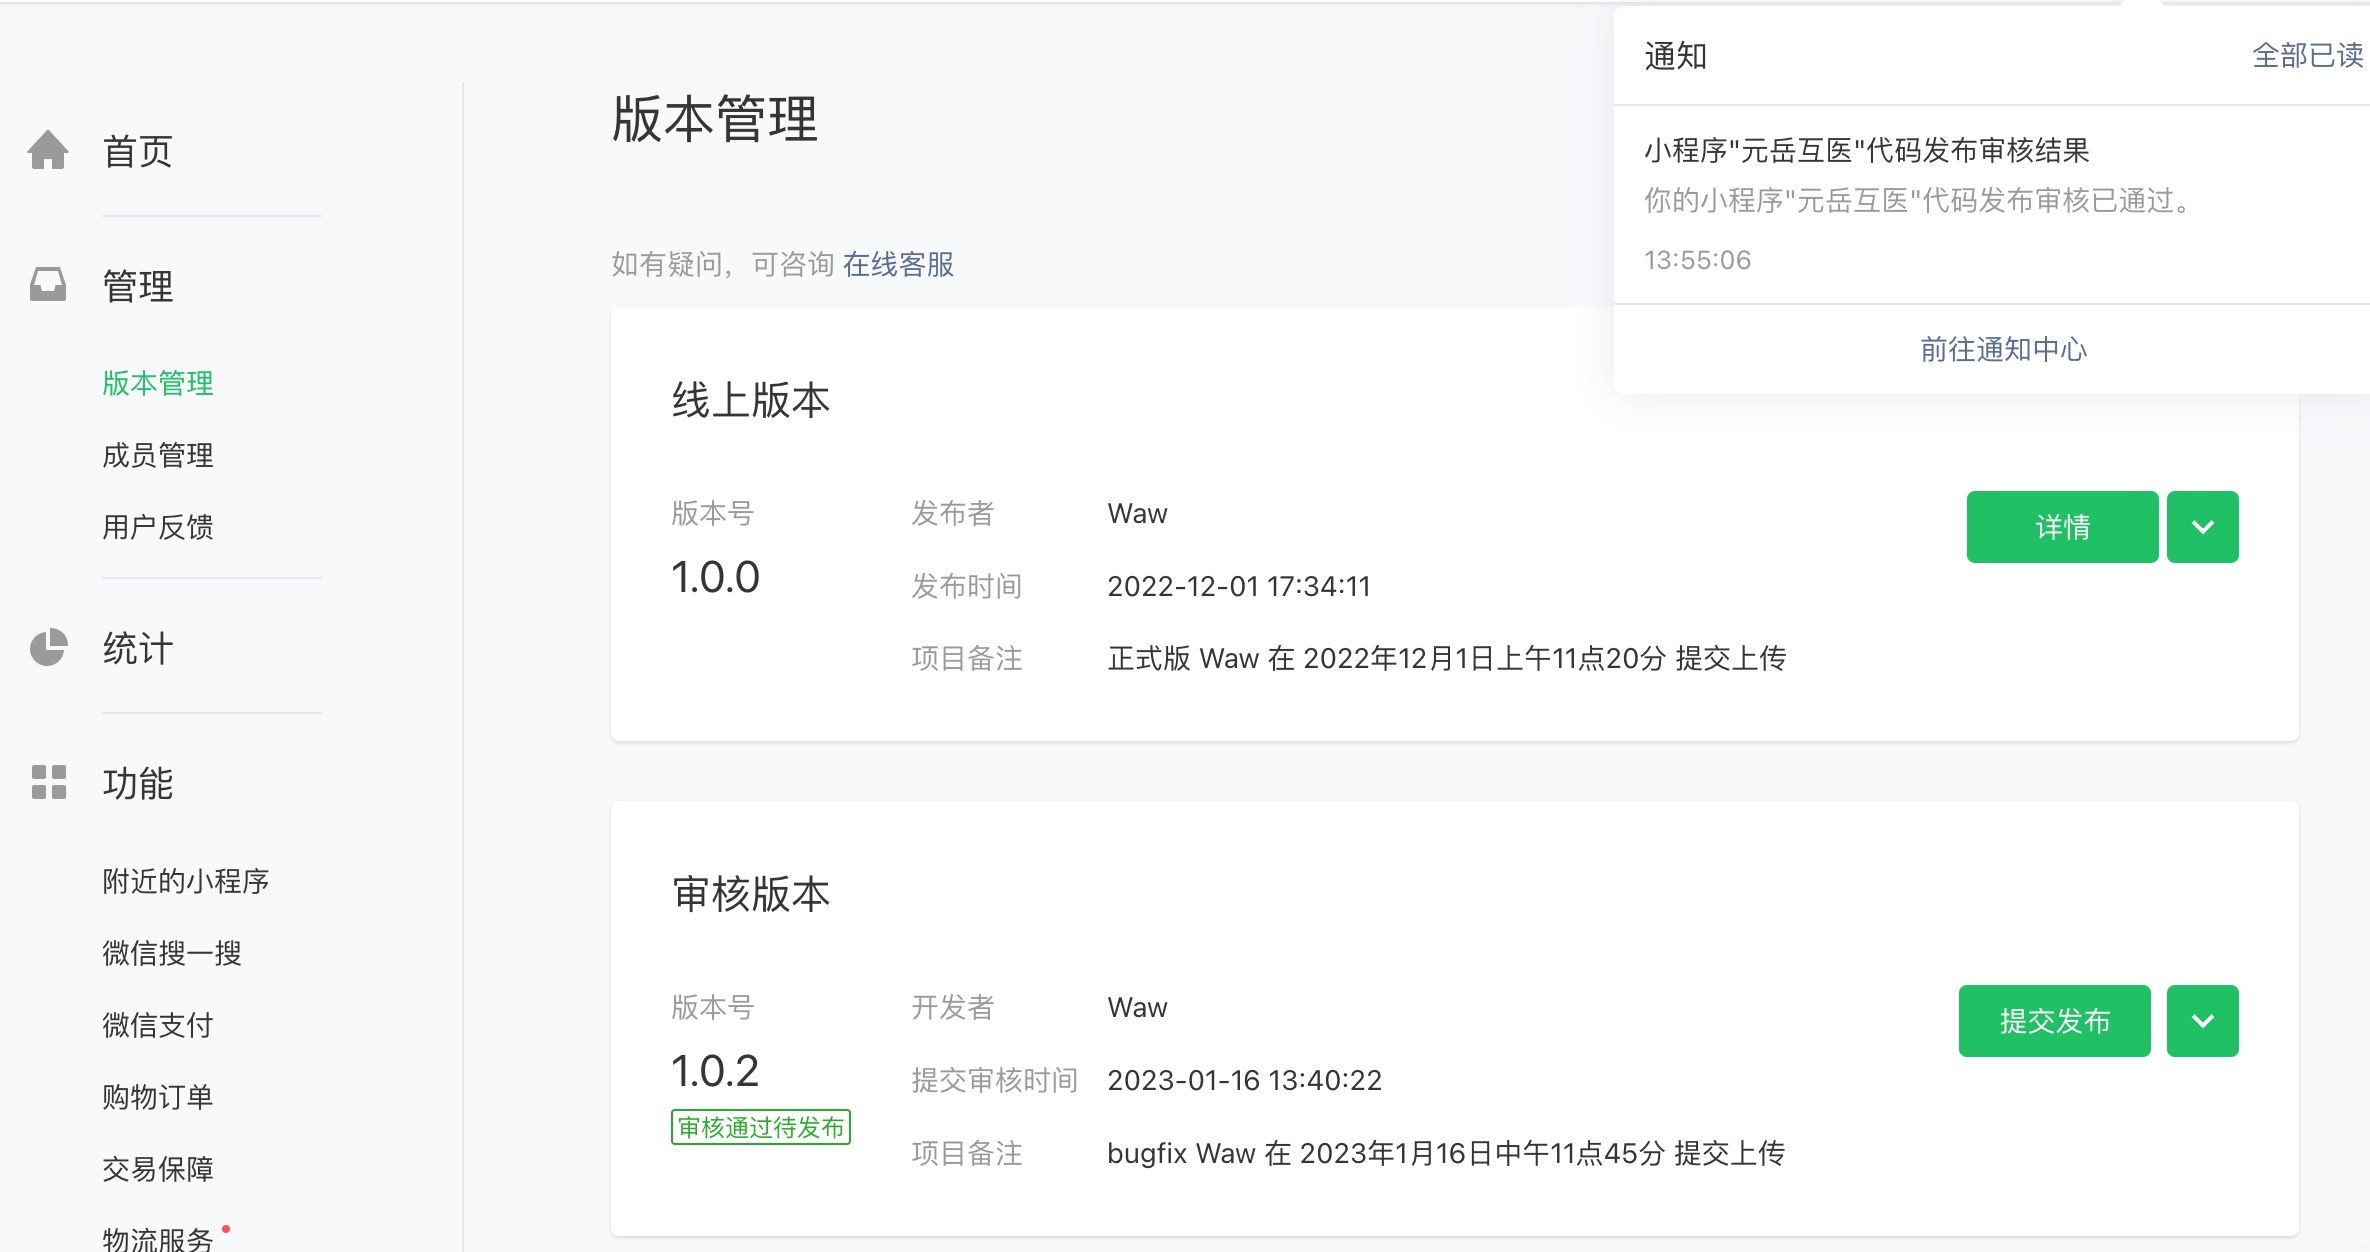 首页
管理
版本管理
成员管理
用户反馈
统计
功能
附近的小程序
微信搜一搜
微信支付
购物订单
交易保障
物流服务
版本管理
如有疑问，可咨询 在线客服
线上版本
版本号
1.0.0
发布者 Waw
发布时间 2022-12-01 17:34:11
项目备注 正式版 Waw 在 2022年12月1日上午11点20分 提交上传
详情
审核版本
版本号
1.0.2
审核通过待发布
开发者 Waw
提交审核时间 2023-01-16 13:40:22
项目备注 bugfix Waw 在 2023年1月16日中午11点45分 提交上传
提交发布
通知 全部已读
小程序"元岳互医"代码发布审核结果
你的小程序"元岳互医"代码发布审核已通过。
13:55:06
前往通知中心